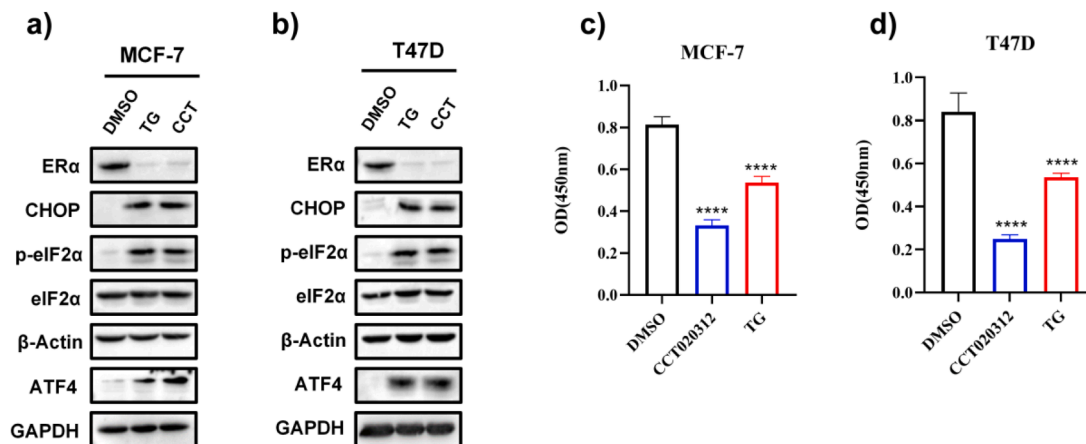 a)
MCF-7
DMSO TG CCT
ERα
CHOP
p-eIF2α
eIF2α
β-Actin
ATF4
GAPDH
b)
T47D
DMSO TG CCT
ERα
CHOP
p-eIF2α
eIF2α
β-Actin
ATF4
GAPDH
c)
MCF-7
OD(450nm)
1.0
0.8
0.6
0.4
0.2
0.0
****
****
DMSO
CCT020312
TG
d)
T47D
OD(450nm)
1.0
0.8
0.6
0.4
0.2
0.0
****
****
DMSO
CCT020312
TG